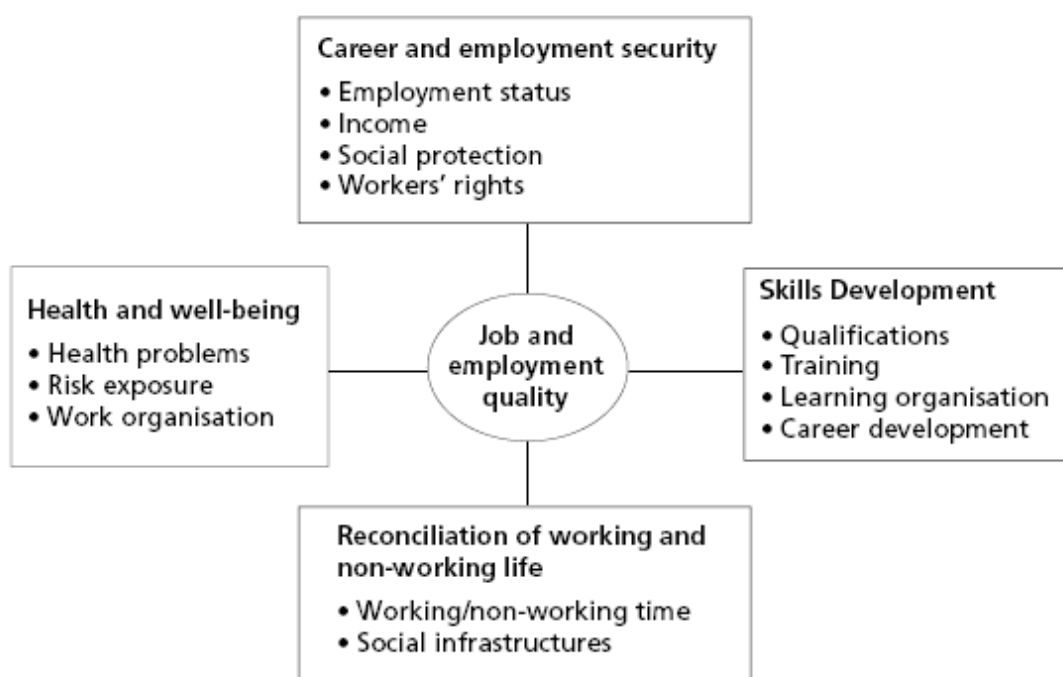 Career and employment security
• Employment status
• Income
• Social protection
• Workers’ rights
Health and well-being
• Health problems
• Risk exposure
• Work organisation
Job and
employment
quality
Skills Development
• Qualifications
• Training
• Learning organisation
• Career development
Reconciliation of working and
non-working life
• Working/non-working time
• Social infrastructures